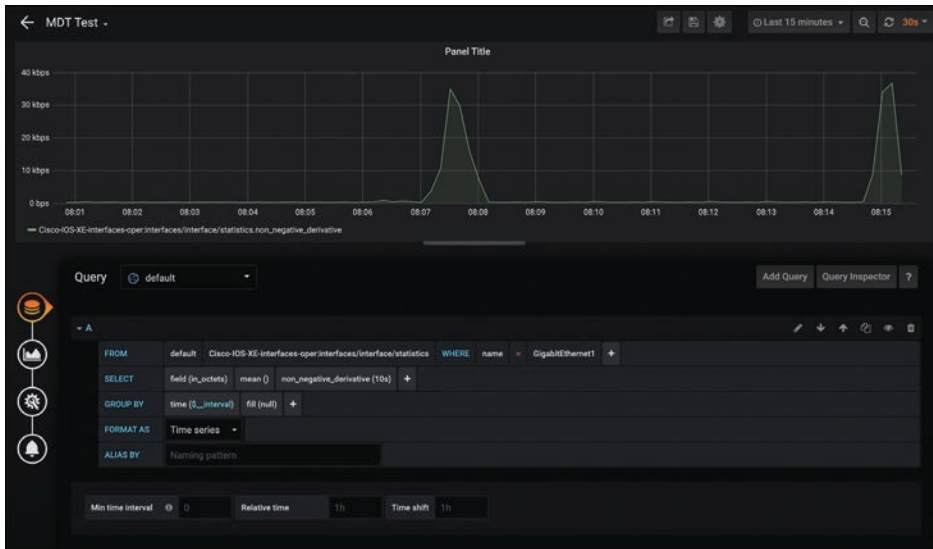 MDT Test
Last 15 minutes
30s
Panel Title
40 kbps
30 kbps
20 kbps
10 kbps
0 bps
08:01 08:02 08:03 08:04 08:05 08:06 08:07 08:08 08:09 08:10 08:11 08:12 08:13 08:14 08:15
Cisco-IOS-XE-interfaces-oper:interfaces/interface/statistics.non_negative_derivative
Query default Add Query Query Inspector ?
A
FROM default Cisco-IOS-XE-interfaces-oper:interfaces/interface/statistics WHERE name = GigabitEthernet1 +
SELECT field (in_octets) mean () non_negative_derivative (10s) +
GROUP BY time ($__interval) fill (null) +
FORMAT AS Time series
ALIAS BY Naming pattern
Min time interval 0 Relative time 1h Time shift 1h